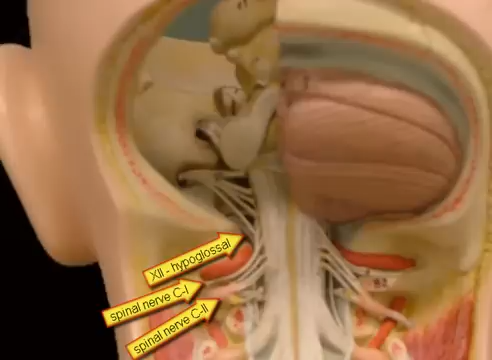 XII - hypoglossal
spinal nerve C-I
spinal nerve C-II